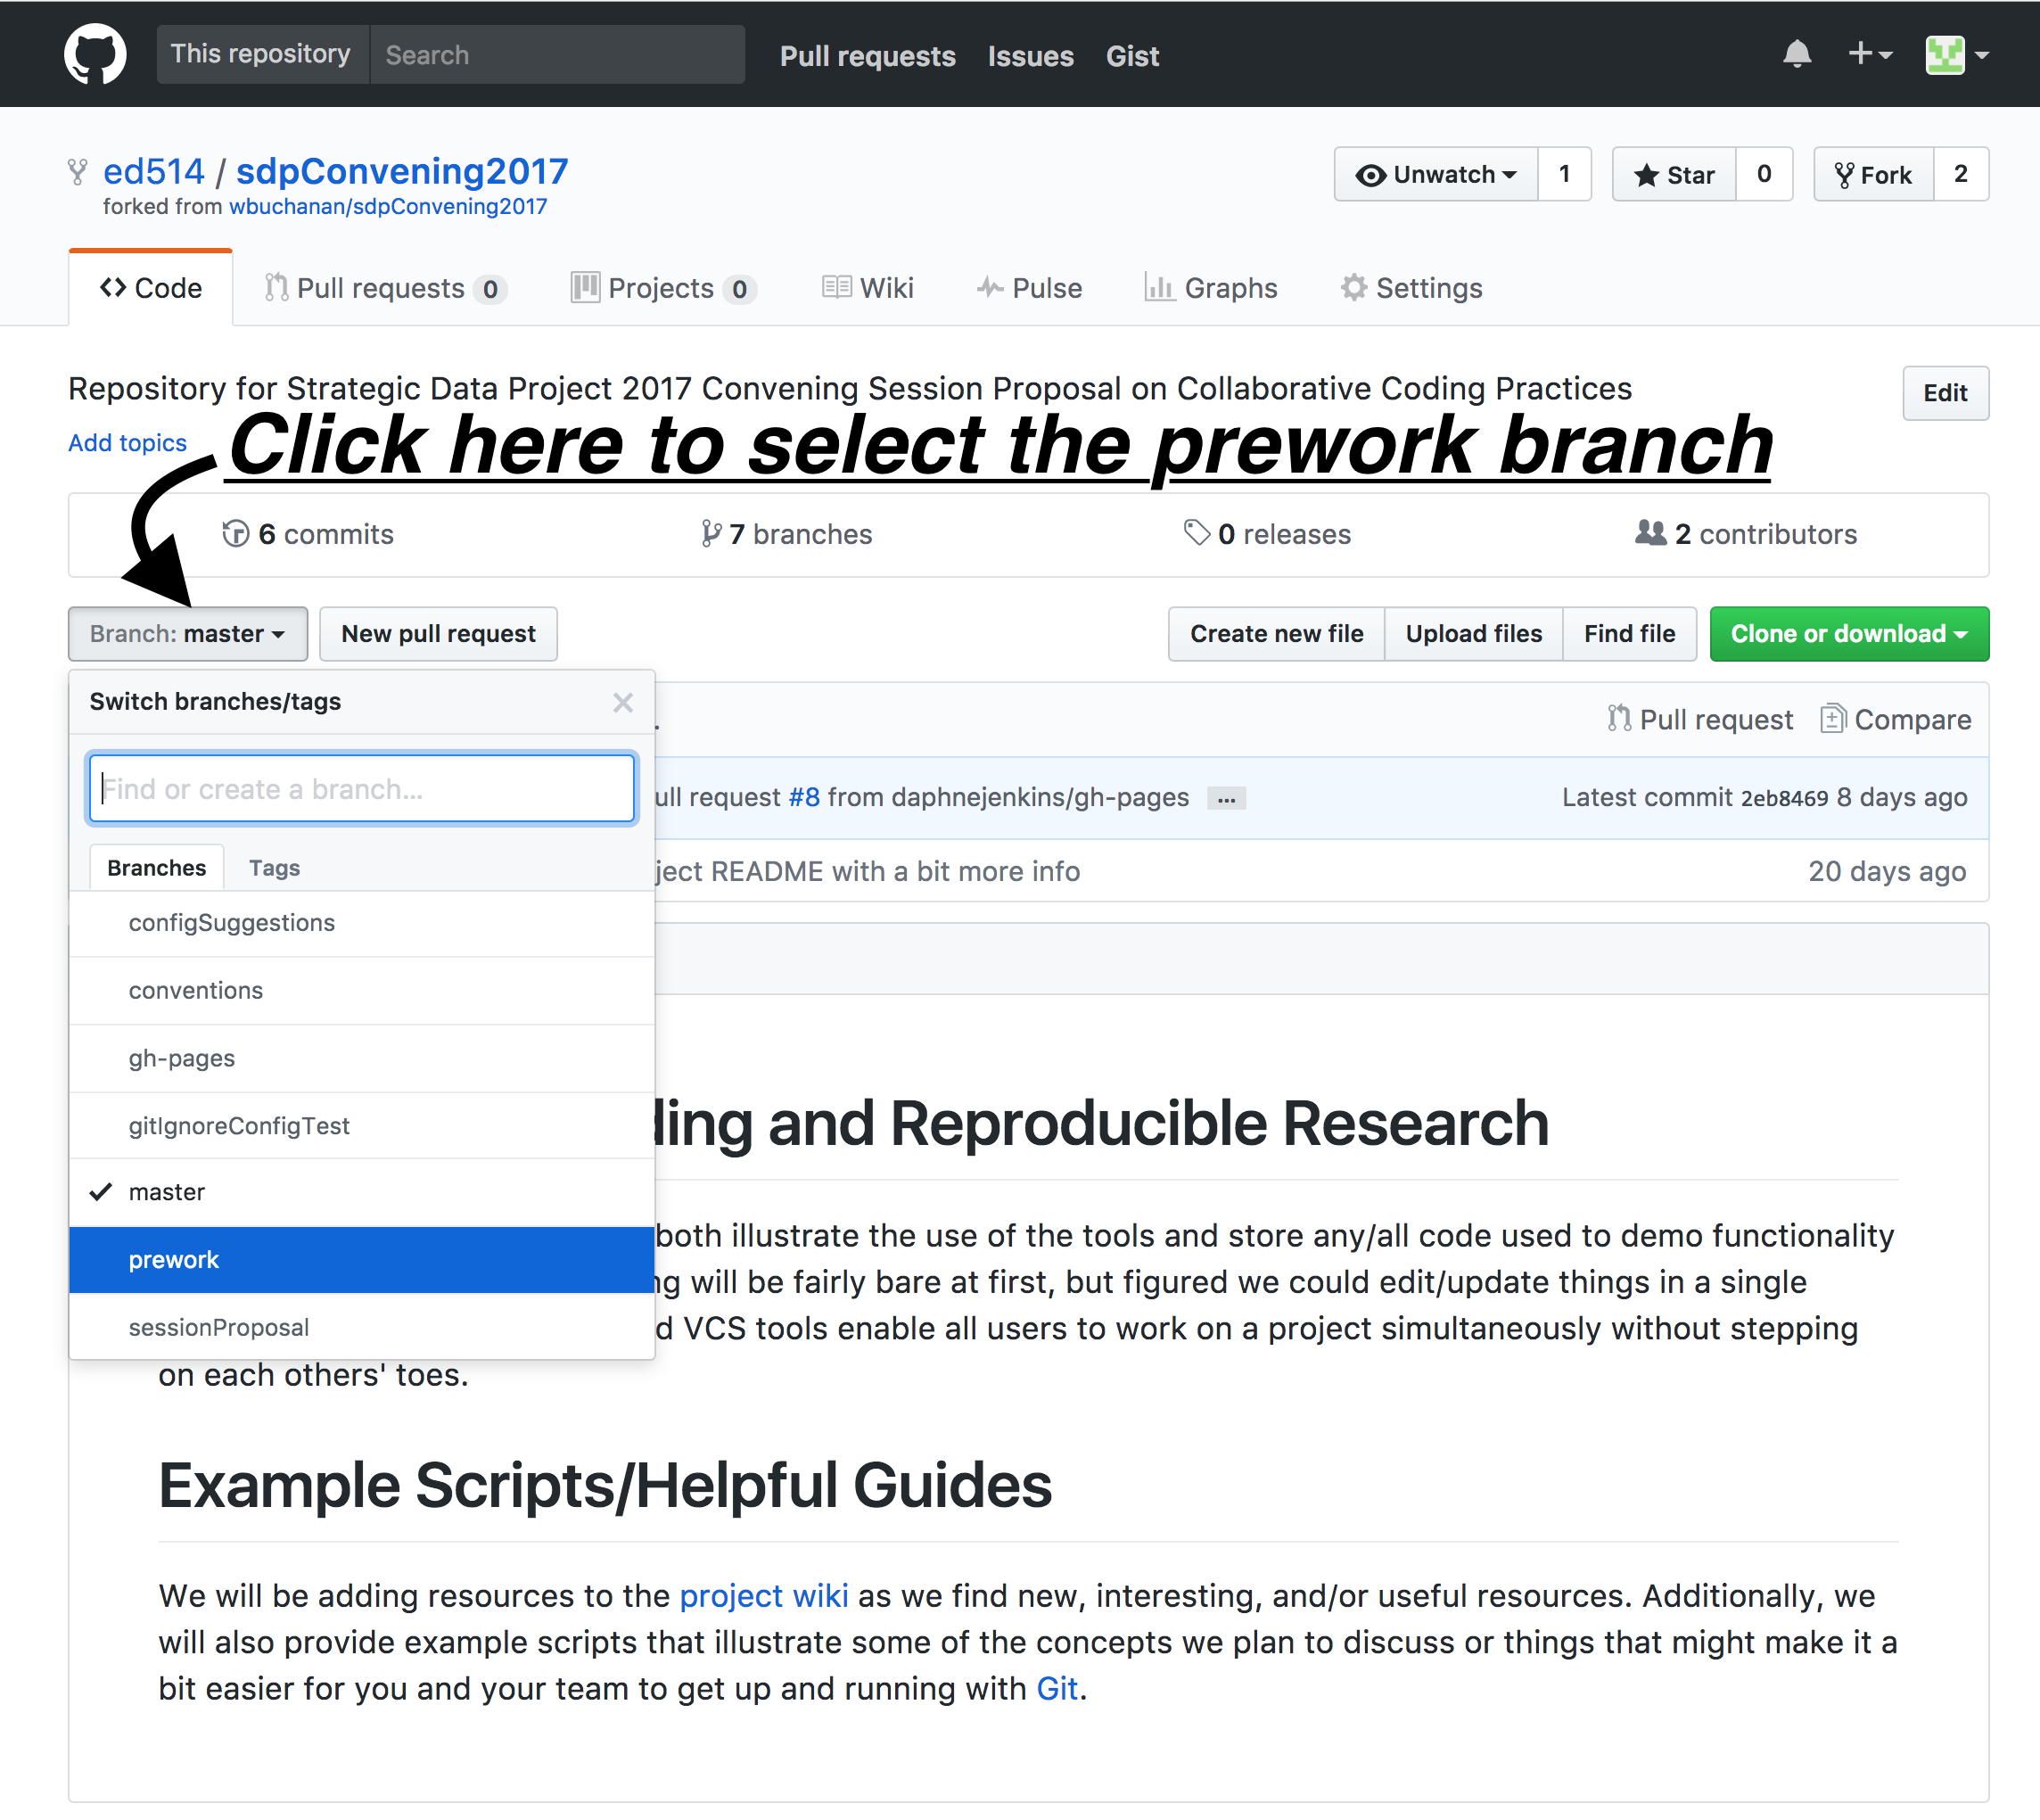 This repository Search Pull requests Issues Gist
ed514 / sdpConvening2017
Unwatch 1 Star 0 Fork 2
forked from wbuchanan/sdpConvening2017
Code Pull requests 0 Projects 0 Wiki Pulse Graphs Settings
Repository for Strategic Data Project 2017 Convening Session Proposal on Collaborative Coding Practices
Edit
Add topics
Click here to select the prework branch
6 commits 7 branches 0 releases 2 contributors
Branch: master New pull request Create new file Upload files Find file Clone or download
Switch branches/tags
Pull request Compare
Find or create a branch...
ull request #8 from daphnejenkins/gh-pages ... Latest commit 2eb8469 8 days ago
Branches Tags
ject README with a bit more info 20 days ago
configSuggestions
conventions
gh-pages
gitIgnoreConfigTest
master
prework
sessionProposal
ding and Reproducible Research
both illustrate the use of the tools and store any/all code used to demo functionality
ng will be fairly bare at first, but figured we could edit/update things in a single
d VCS tools enable all users to work on a project simultaneously without stepping
on each others' toes.
Example Scripts/Helpful Guides
We will be adding resources to the project wiki as we find new, interesting, and/or useful resources. Additionally, we
will also provide example scripts that illustrate some of the concepts we plan to discuss or things that might make it a
bit easier for you and your team to get up and running with Git.